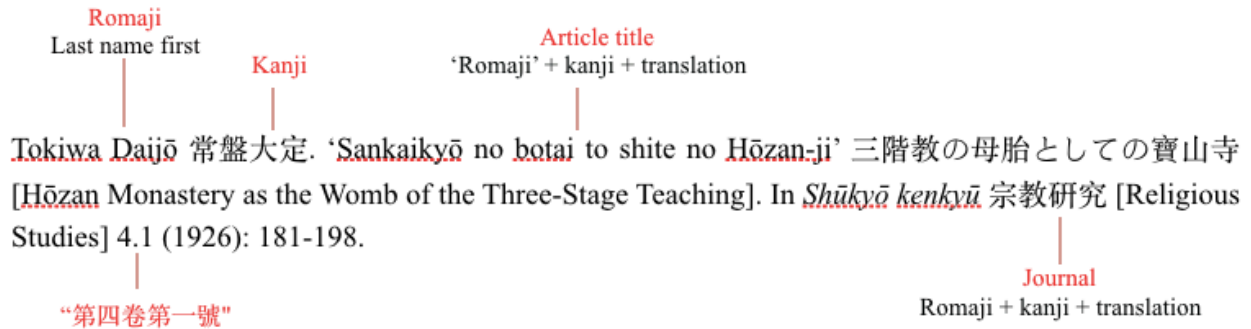 Romaji
Last name first
Kanji
Article title
‘Romaji’ + kanji + translation
Tokiwa Daijō 常盤大定. ‘Sankaikyō no botai to shite no Hōzan-ji’ 三階教の母胎としての寶山寺
[Hōzan Monastery as the Womb of the Three-Stage Teaching]. In Shūkyō kenkyū 宗教研究 [Religious
Studies] 4.1 (1926): 181-198.
“第四卷第一號"
Journal
Romaji + kanji + translation